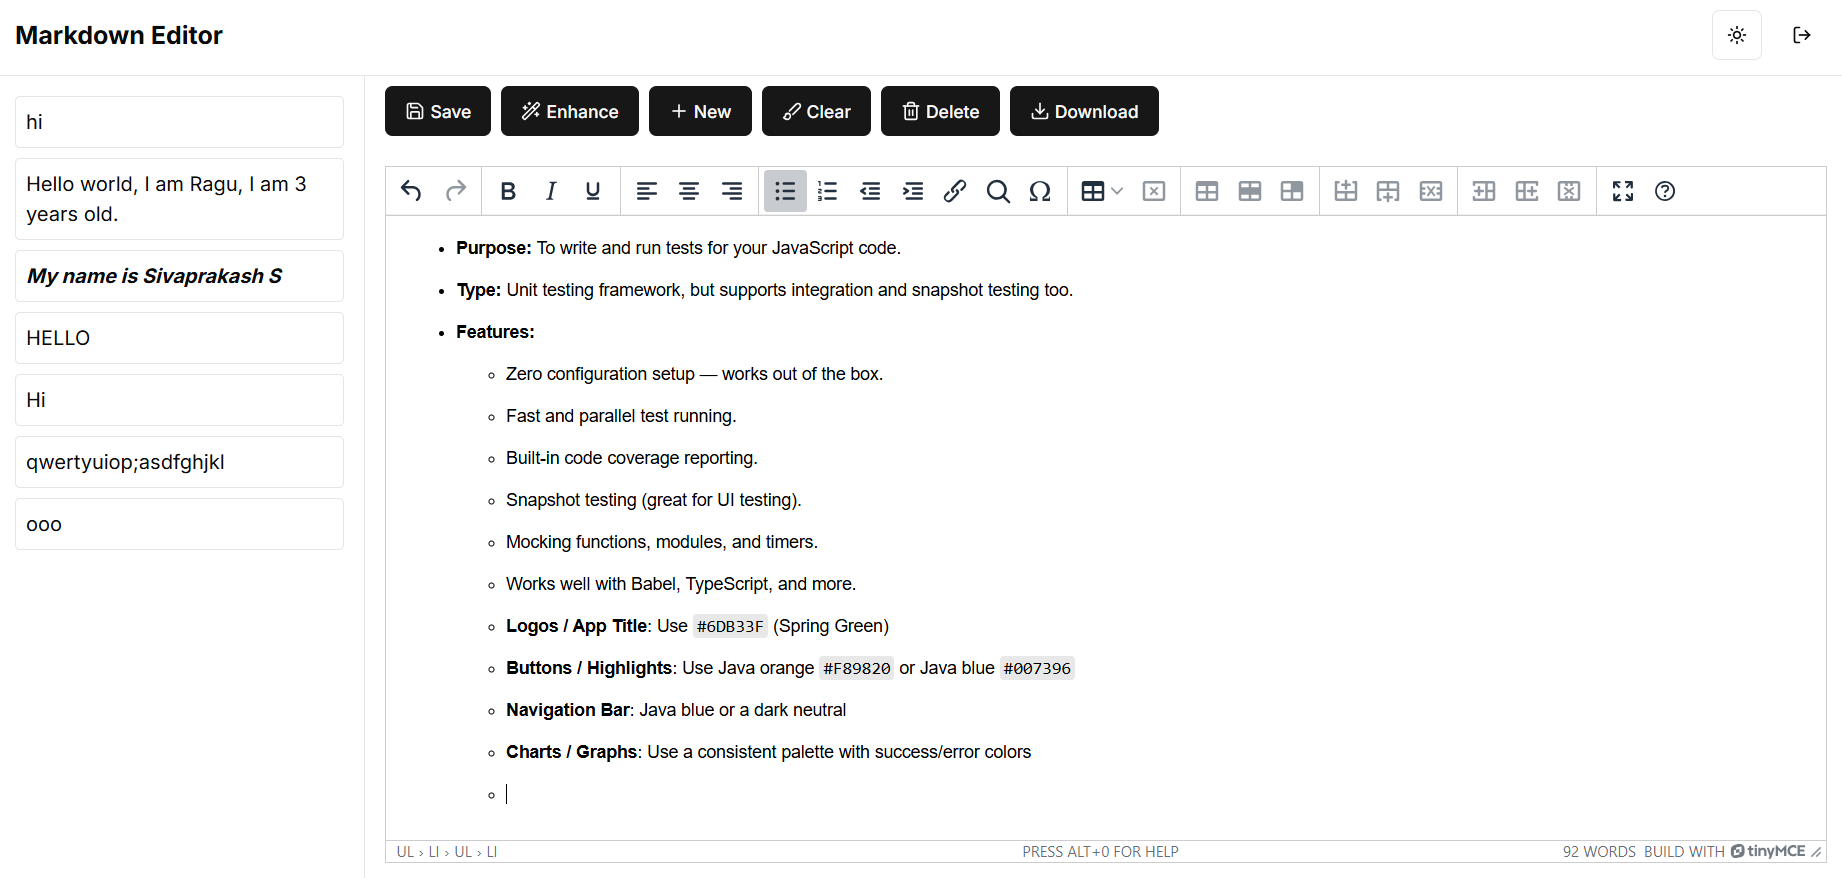 Markdown Editor
hi
Hello world, I am Ragu, I am 3
years old.
My name is Sivaprakash S
HELLO
Hi
qwertyuiop;asdfghjkl
ooo
Save Enhance New Clear Delete Download
B I U
Purpose: To write and run tests for your JavaScript code.
Type: Unit testing framework, but supports integration and snapshot testing too.
Features:
Zero configuration setup — works out of the box.
Fast and parallel test running.
Built-in code coverage reporting.
Snapshot testing (great for UI testing).
Mocking functions, modules, and timers.
Works well with Babel, TypeScript, and more.
Logos / App Title: Use #6DB33F (Spring Green)
Buttons / Highlights: Use Java orange #F89820 or Java blue #007396
Navigation Bar: Java blue or a dark neutral
Charts / Graphs: Use a consistent palette with success/error colors
UL › LI › UL › LI PRESS ALT+0 FOR HELP 92 WORDS BUILD WITH tinyMCE